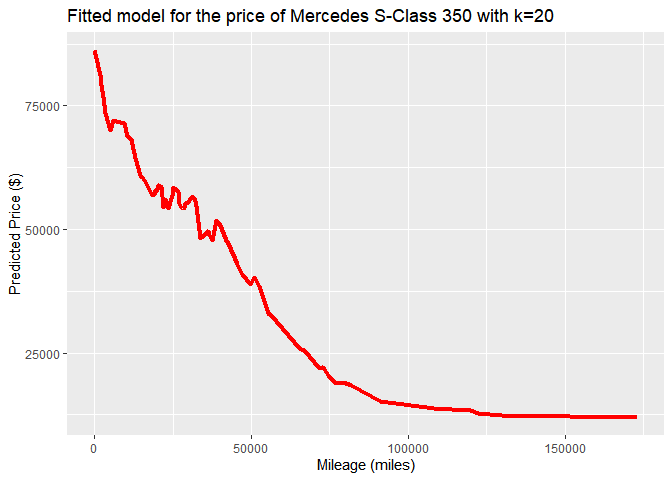 Fitted model for the price of Mercedes S-Class 350 with k=20
Predicted Price ($)
75000
50000
25000
0
50000
100000
150000
Mileage (miles)